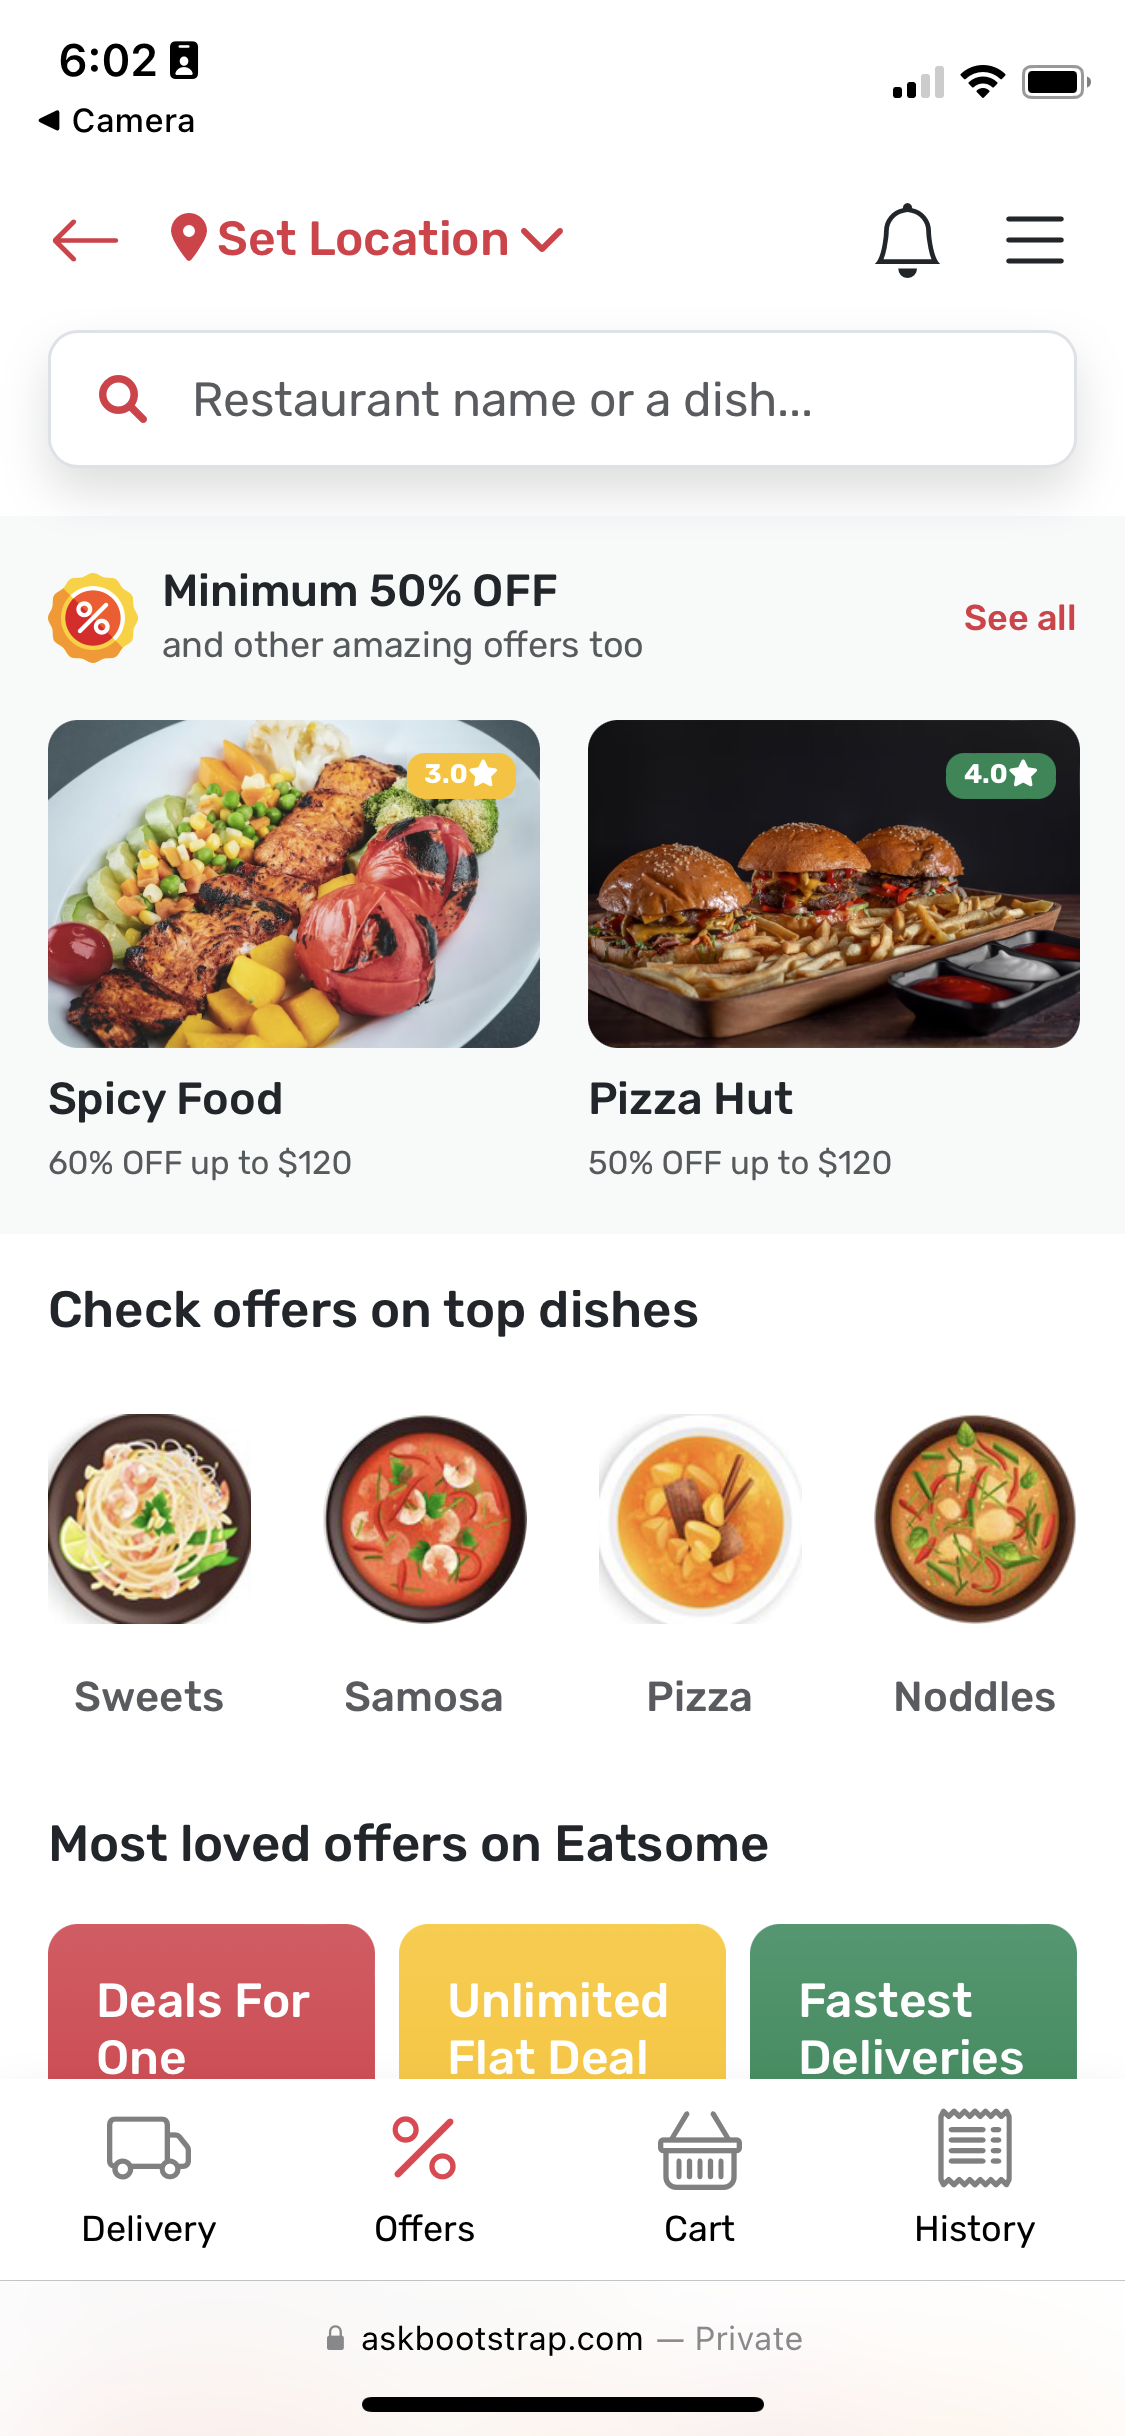 6:02
Camera
Set Location
Restaurant name or a dish...
Minimum 50% OFF
and other amazing offers too
See all
3.0
4.0
Spicy Food
Pizza Hut
60% OFF up to $120
50% OFF up to $120
Check offers on top dishes
Sweets
Samosa
Pizza
Noddles
Most loved offers on Eatsome
Deals For
One
Unlimited
Flat Deal
Fastest
Deliveries
Delivery
Offers
Cart
History
askbootstrap.com — Private